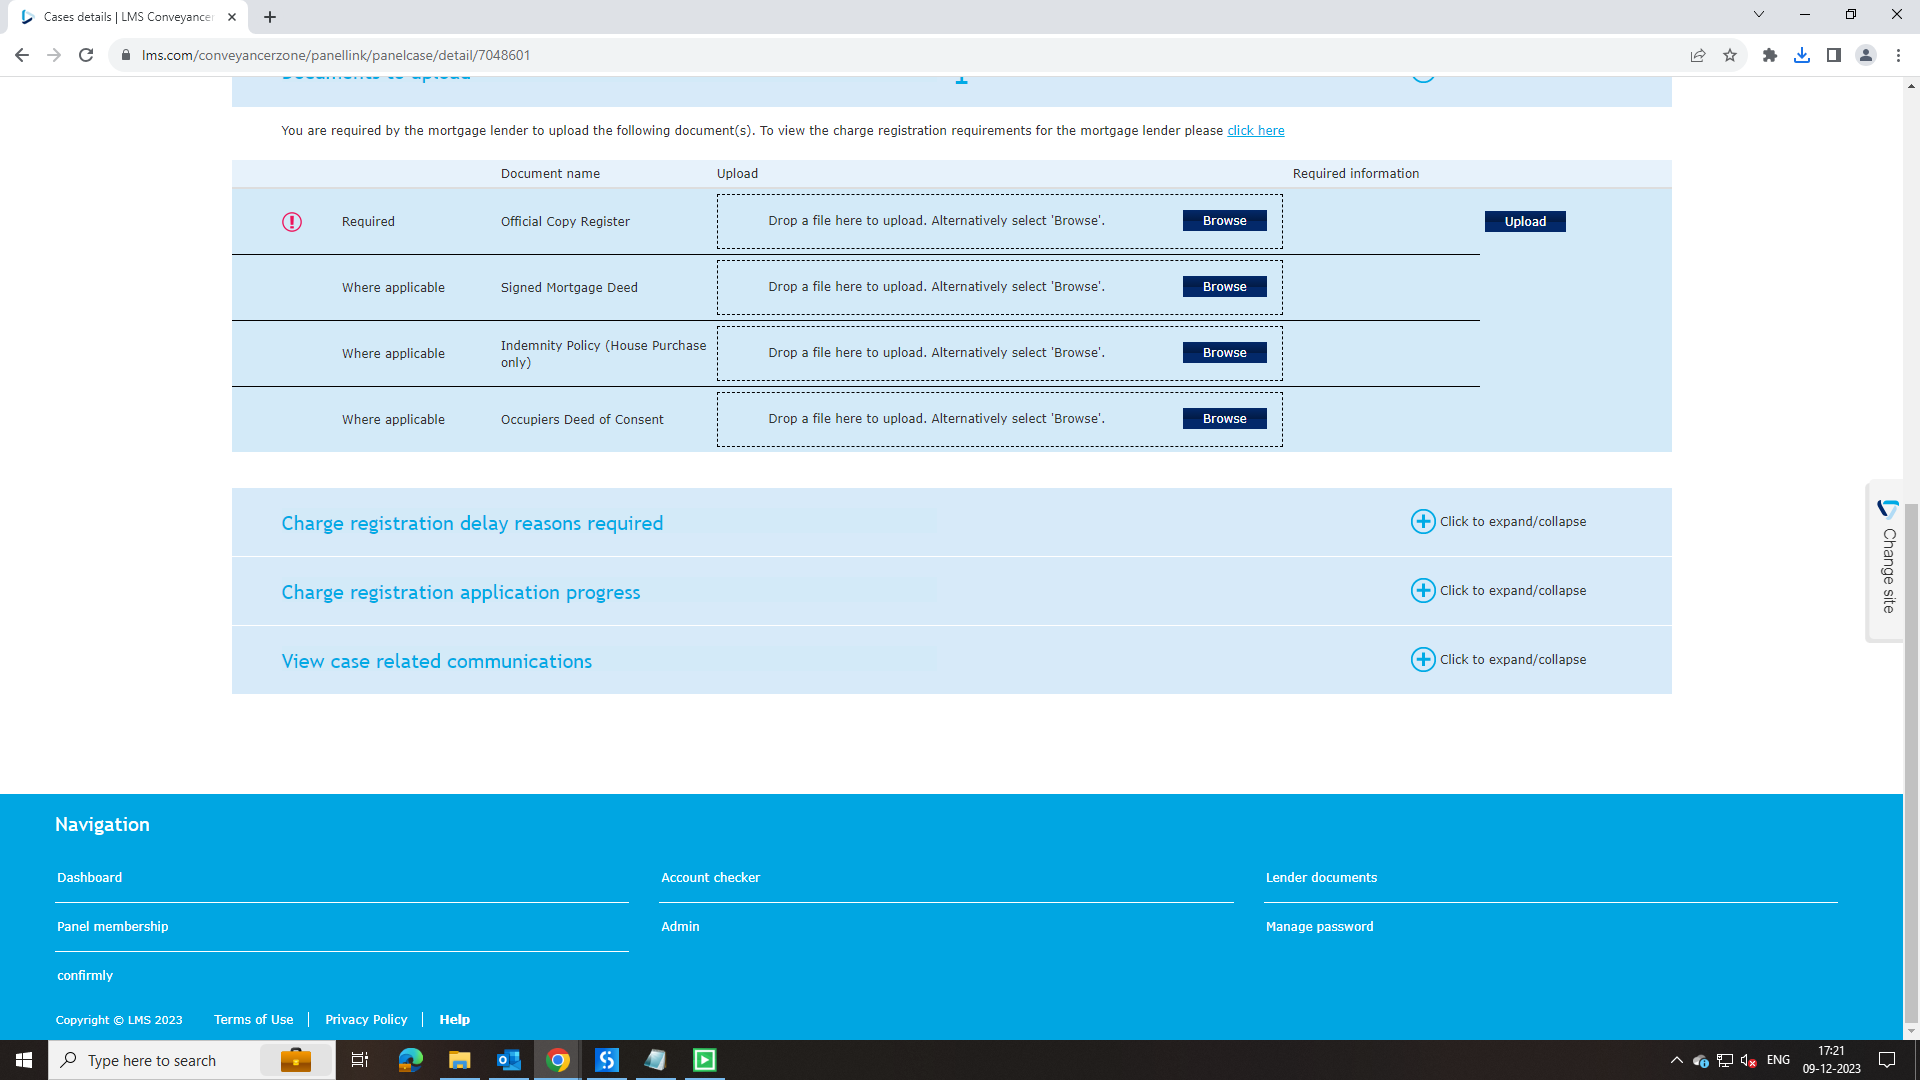 Cases details | LMS Conveyancer
lms.com/conveyancerzone/panellink/panelcase/detail/7048601
Documents to upload
You are required by the mortgage lender to upload the following document(s). To view the charge registration requirements for the mortgage lender please click here
Document name Upload Required information
Required Official Copy Register Drop a file here to upload. Alternatively select 'Browse'. Browse Upload
Where applicable Signed Mortgage Deed Drop a file here to upload. Alternatively select 'Browse'. Browse
Where applicable Indemnity Policy (House Purchase only) Drop a file here to upload. Alternatively select 'Browse'. Browse
Where applicable Occupiers Deed of Consent Drop a file here to upload. Alternatively select 'Browse'. Browse
Charge registration delay reasons required Click to expand/collapse
Charge registration application progress Click to expand/collapse
View case related communications Click to expand/collapse
Change site
Navigation
Dashboard Account checker Lender documents
Panel membership Admin Manage password
confirmly
Copyright © LMS 2023 Terms of Use Privacy Policy Help
Type here to search
ENG
17:21
09-12-2023